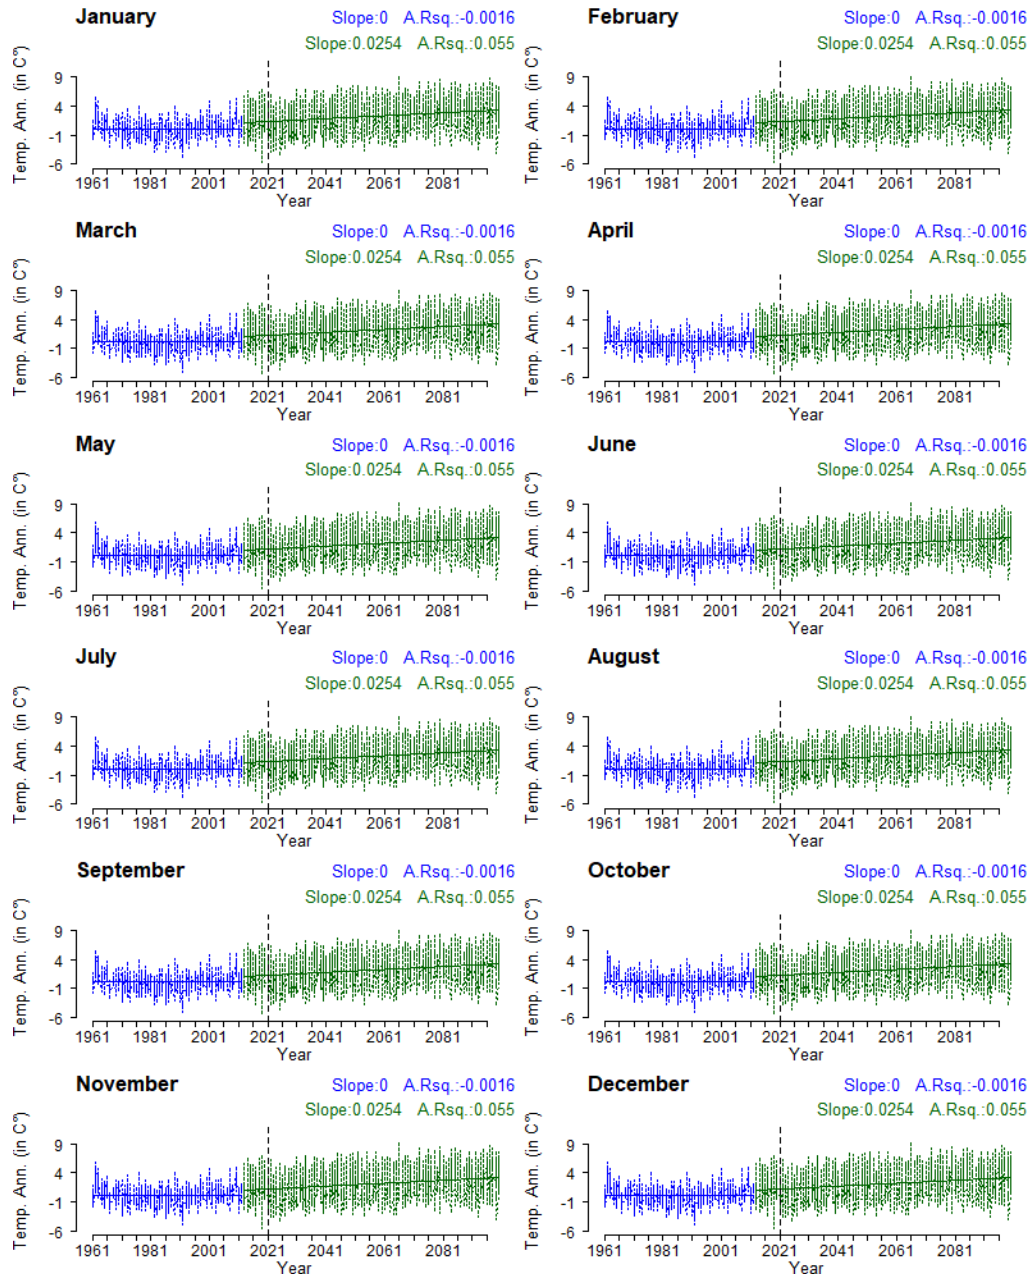 January Slope:0 A.Rsq.:-0.0016
Slope:0.0254 A.Rsq.:0.055
Temp. Ann. (in C°)
9
4
-1
-6
1961 1981 2001 2021 2041 2061 2081
Year
February Slope:0 A.Rsq.:-0.0016
Slope:0.0254 A.Rsq.:0.055
Temp. Ann. (in C°)
9
4
-1
-6
1961 1981 2001 2021 2041 2061 2081
Year
March Slope:0 A.Rsq.:-0.0016
Slope:0.0254 A.Rsq.:0.055
Temp. Ann. (in C°)
9
4
-1
-6
1961 1981 2001 2021 2041 2061 2081
Year
April Slope:0 A.Rsq.:-0.0016
Slope:0.0254 A.Rsq.:0.055
Temp. Ann. (in C°)
9
4
-1
-6
1961 1981 2001 2021 2041 2061 2081
Year
May Slope:0 A.Rsq.:-0.0016
Slope:0.0254 A.Rsq.:0.055
Temp. Ann. (in C°)
9
4
-1
-6
1961 1981 2001 2021 2041 2061 2081
Year
June Slope:0 A.Rsq.:-0.0016
Slope:0.0254 A.Rsq.:0.055
Temp. Ann. (in C°)
9
4
-1
-6
1961 1981 2001 2021 2041 2061 2081
Year
July Slope:0 A.Rsq.:-0.0016
Slope:0.0254 A.Rsq.:0.055
Temp. Ann. (in C°)
9
4
-1
-6
1961 1981 2001 2021 2041 2061 2081
Year
August Slope:0 A.Rsq.:-0.0016
Slope:0.0254 A.Rsq.:0.055
Temp. Ann. (in C°)
9
4
-1
-6
1961 1981 2001 2021 2041 2061 2081
Year
September Slope:0 A.Rsq.:-0.0016
Slope:0.0254 A.Rsq.:0.055
Temp. Ann. (in C°)
9
4
-1
-6
1961 1981 2001 2021 2041 2061 2081
Year
October Slope:0 A.Rsq.:-0.0016
Slope:0.0254 A.Rsq.:0.055
Temp. Ann. (in C°)
9
4
-1
-6
1961 1981 2001 2021 2041 2061 2081
Year
November Slope:0 A.Rsq.:-0.0016
Slope:0.0254 A.Rsq.:0.055
Temp. Ann. (in C°)
9
4
-1
-6
1961 1981 2001 2021 2041 2061 2081
Year
December Slope:0 A.Rsq.:-0.0016
Slope:0.0254 A.Rsq.:0.055
Temp. Ann. (in C°)
9
4
-1
-6
1961 1981 2001 2021 2041 2061 2081
Year